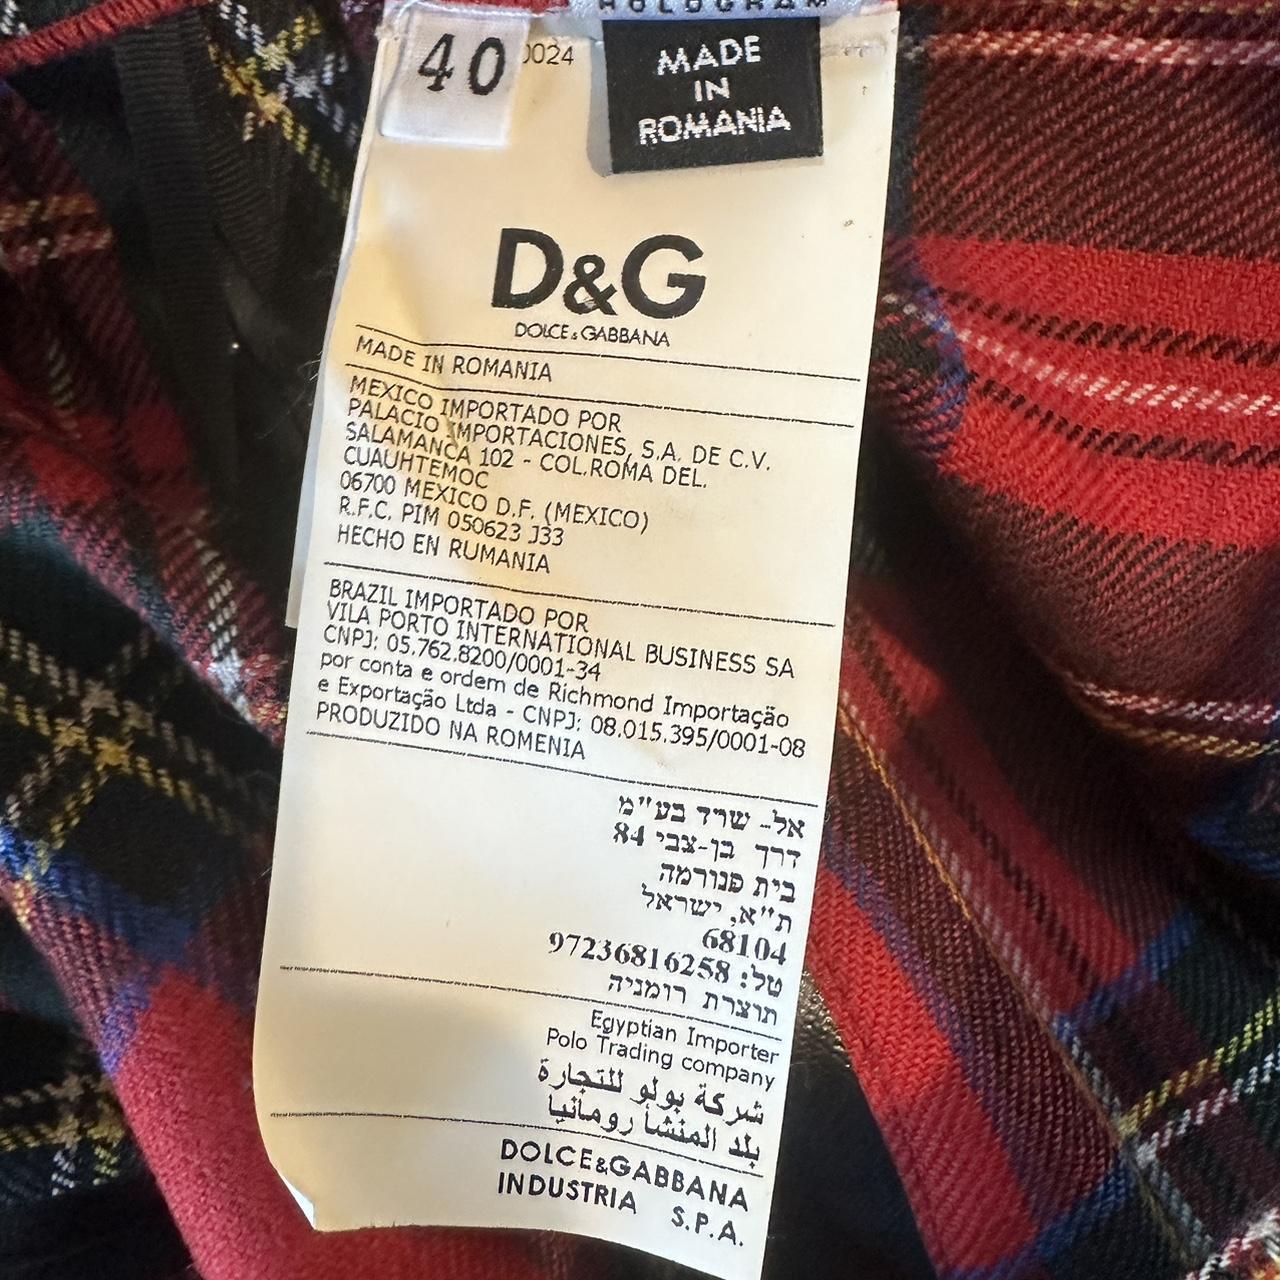 HOLOGRAM
40
0024
MADE
IN
ROMANIA
D&G
DOLCE & GABBANA
MADE IN ROMANIA
MEXICO IMPORTADO POR
PALACIO IMPORTACIONES, S.A. DE C.V.
SALAMANCA 102 - COL.ROMA DEL.
CUAUHTEMOC
06700 MEXICO D.F. (MEXICO)
R.F.C. PIM 050623 J33
HECHO EN RUMANIA
BRAZIL IMPORTADO POR
VILA PORTO INTERNATIONAL BUSINESS SA
CNPJ: 05.762.8200/0001-34
por conta e ordem de Richmond Importação
e Exportação Ltda - CNPJ: 08.015.395/0001-08
PRODUZIDO NA ROMENIA
אל- שרד בע"מ
דרך בן-צבי 84
בית פנורמה
ת"א, ישראל
68104
טל: 97236816258
תוצרת רומניה
Egyptian Importer
Polo Trading company
شركة بولو للتجارة
بلد المنشأ رومانيا
DOLCE&GABBANA
INDUSTRIA S.P.A.